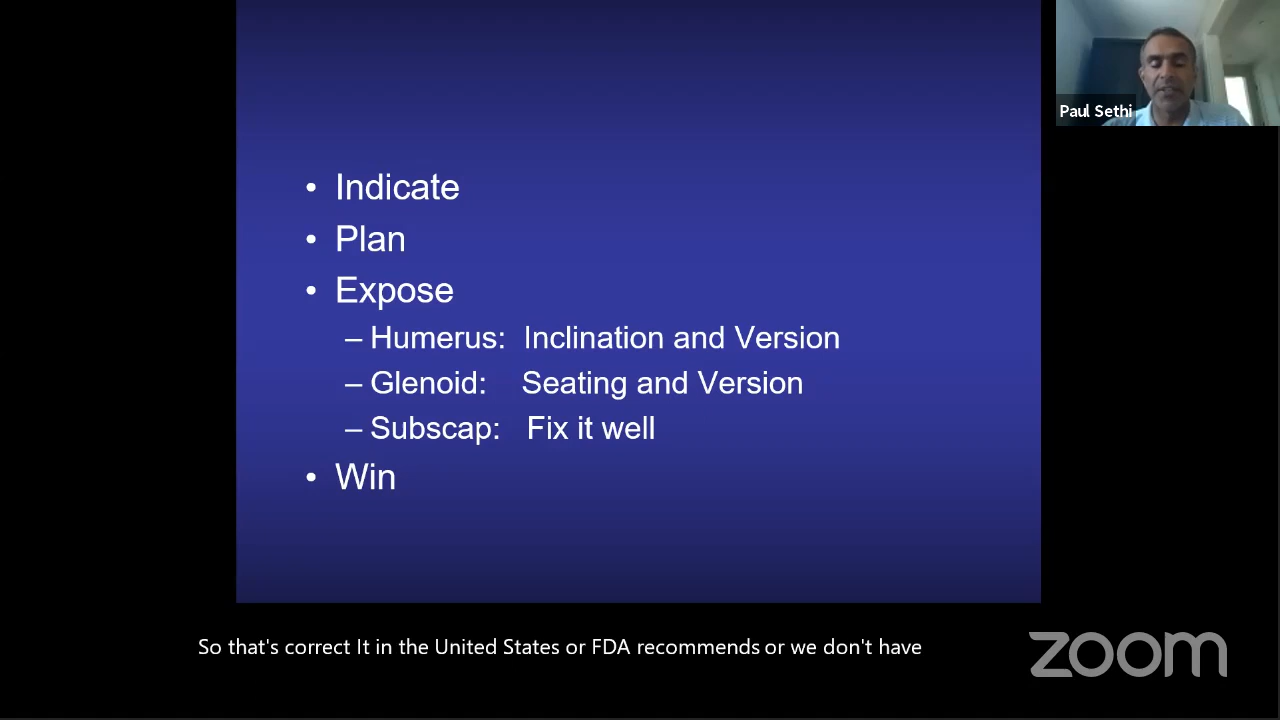 • Indicate
• Plan
• Expose
– Humerus: Inclination and Version
– Glenoid: Seating and Version
– Subscap: Fix it well
• Win
Paul Sethi
So that's correct It in the United States or FDA recommends or we don't have
zoom